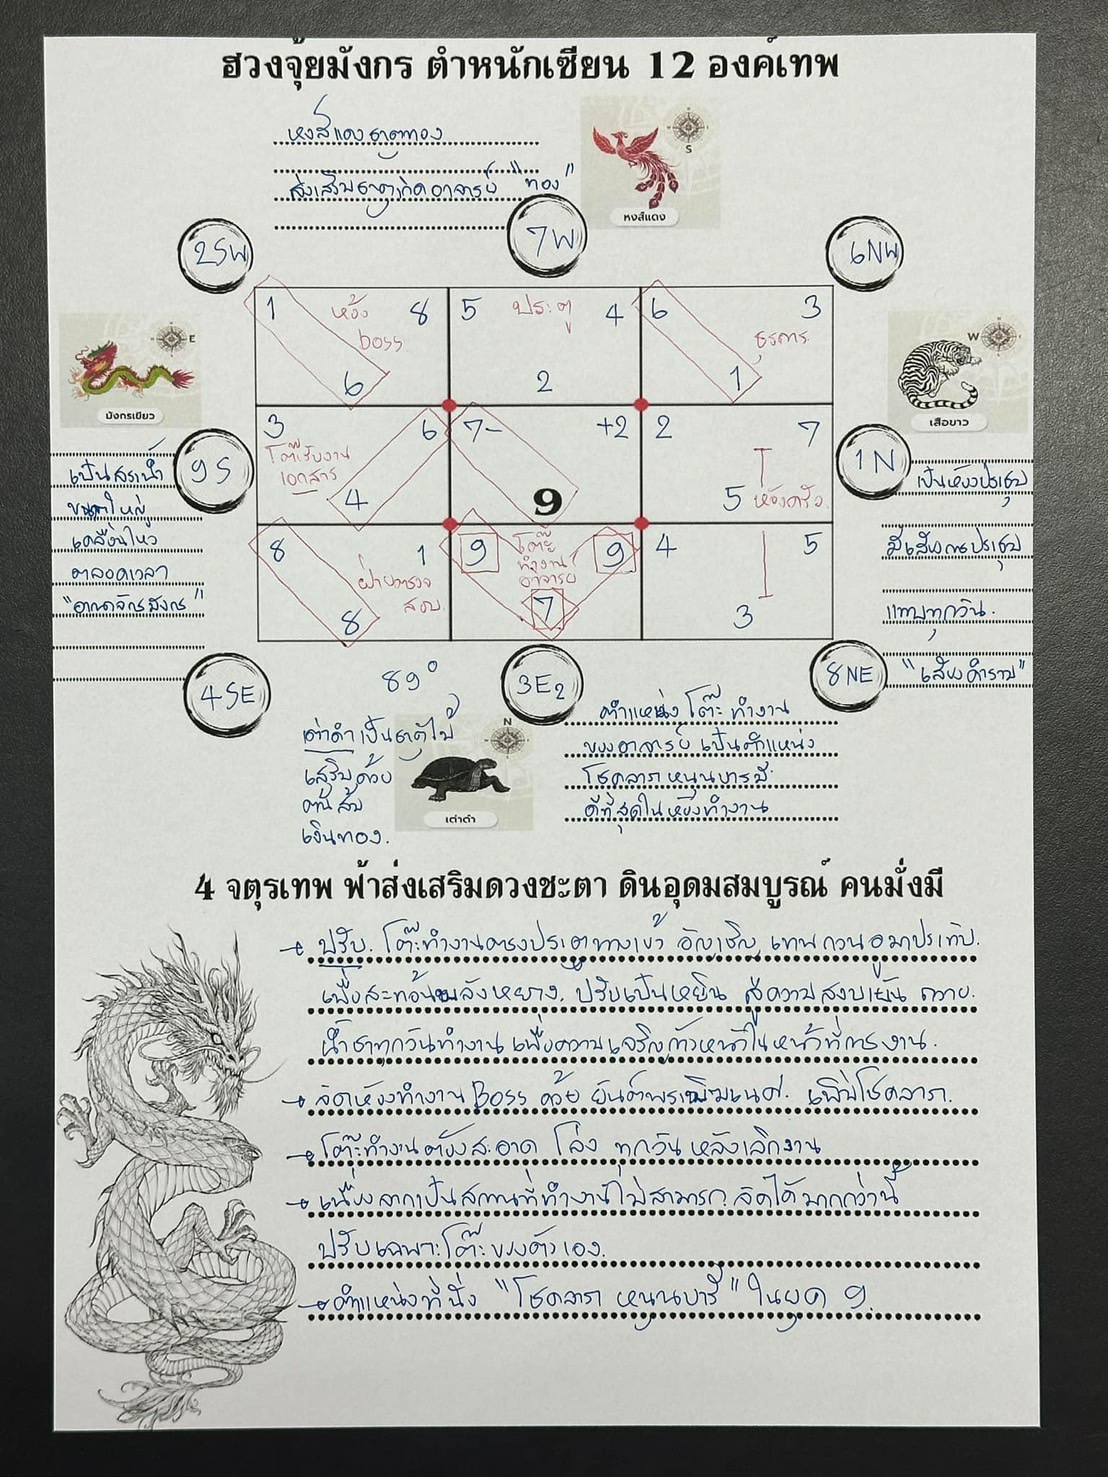 ฮวงจุ้ยมังกร ตำหนักเซียน 12 องค์เทพ
หงส์แดงธาตุทอง
ส่งเสริมธาตุเกิดอาจารย์ "ทอง"
S
หงส์แดง
2SW
7W
6NW
1 ห้อง 8
boss
6
5 ประตู 4
2
6 3
ธุรการ
1
E
มังกรเขียว
W
เสือขาว
3 6
โต๊ะรับงาน
เอกสาร
4
7- +2
9
2 7
5 ห้องครัว
9S
1N
เป็นสระน้ำ
ขนาดใหญ่
เคลื่อนไหว
ตลอดเวลา
"อาณาจักรมังกร"
เป็นห้องประชุม
มีเสียงคนประชุม
แทบทุกวัน.
"เสือคำราม"
8 1
ฝ่ายตรวจ
สอบ
8
9 โต๊ะ 9
ทำงาน
อาจารย์
7
4 5
3
4SE
89°
3E2
8NE
เต่าดำเป็นธาตุไม้
เสริมด้วย
ต้นส้ม
เงินทอง.
N
เต่าดำ
ตำแหน่งโต๊ะทำงาน
ของอาจารย์ เป็นตำแหน่ง
โชคลาภ หนุนบารมี
ดีที่สุดในห้องทำงาน
4 จตุรเทพ ฟ้าส่งเสริมดวงชะตา ดินอุดมสมบูรณ์ คนมั่งมี
→ ปรับ. โต๊ะทำงานตรงประตูทางเข้า อัญเชิญ เทพกวนอูมาประทับ.
เพื่อสะท้อนพลังหยาง. ปรับเป็นหยิน สู่ความสงบเย็น ถวาย.
น้ำชาทุกวันทำงาน เพื่อความเจริญก้าวหน้าในหน้าที่การงาน.
→ จัดห้องทำงาน Boss ด้วย ยันต์พระพิฆเนศ. เพิ่มโชคลาภ.
→ โต๊ะทำงานต้องสะอาด โล่ง ทุกวัน หลังเลิกงาน
→ เนื่องจากเป็นสถานที่ทำงานไม่สามารถจัดได้มากกว่านี้
ปรับเฉพาะโต๊ะของตัวเอง.
→ ตำแหน่งที่นั่ง "โชคลาภ หนุนบารมี" ในยุค 9.